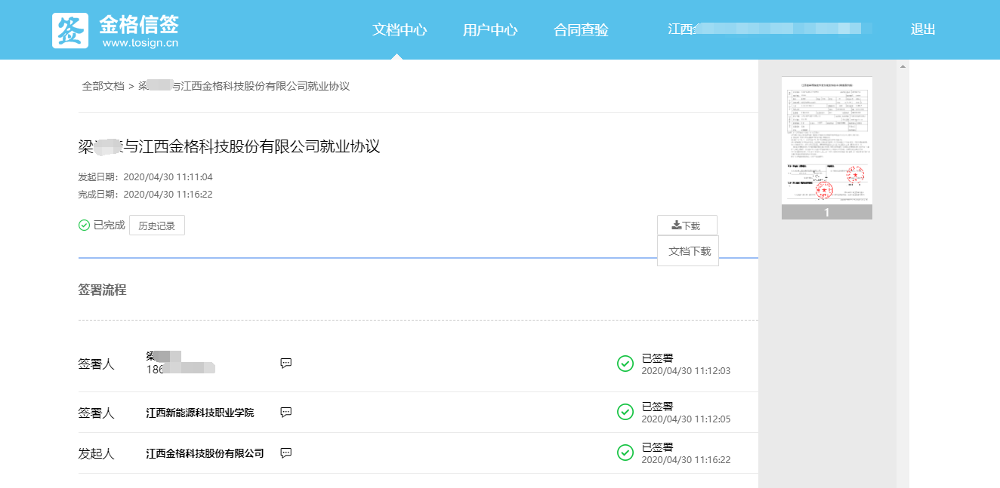 签 金格信签
www.tosign.cn
文档中心 用户中心 合同查验 江西 退出
全部文档 > 梁 与江西金格科技股份有限公司就业协议
梁 与江西金格科技股份有限公司就业协议
发起日期: 2020/04/30 11:11:04
完成日期: 2020/04/30 11:16:22
已完成 历史记录 下载
文档下载
签署流程
签署人 梁 已签署
186 2020/04/30 11:12:03
签署人 江西新能源科技职业学院 已签署
2020/04/30 11:12:05
发起人 江西金格科技股份有限公司 已签署
2020/04/30 11:16:22
1